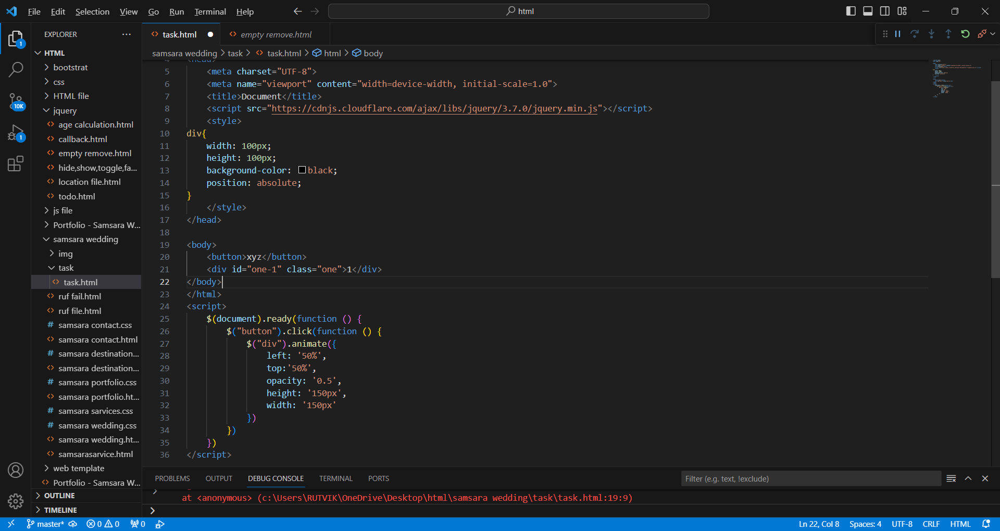 File Edit Selection View Go Run Terminal Help
html
EXPLORER
HTML
bootstrat
css
HTML file
jquery
age calculation.html
callback.html
empty remove.html
hide,show,toggle,fa...
location file.html
todo.html
js file
Portfolio - Samsara W...
samsara wedding
img
task
task.html
ruf fail.html
ruf file.html
samsara contact.css
samsara contact.html
samsara destination...
samsara destination...
samsara portfolio.css
samsara portfolio.ht...
samsara sarvices.css
samsara wedding.css
samsara wedding.ht...
samsarasarvice.html
web template
Portfolio - Samsara W...
OUTLINE
TIMELINE
1
10K
1
task.html
empty remove.html
samsara wedding > task > task.html > html > body
4 <head>
5 <meta charset="UTF-8">
6 <meta name="viewport" content="width=device-width, initial-scale=1.0">
7 <title>Document</title>
8 <script src="https://cdnjs.cloudflare.com/ajax/libs/jquery/3.7.0/jquery.min.js"></script>
9 <style>
10 div{
11 width: 100px;
12 height: 100px;
13 background-color: black;
14 position: absolute;
15 }
16 </style>
17 </head>
18
19 <body>
20 <button>xyz</button>
21 <div id="one-1" class="one">1</div>
22 </body>
23 </html>
24 <script>
25 $(document).ready(function () {
26 $("button").click(function () {
27 $("div").animate({
28 left: '50%',
29 top:'50%',
30 opacity: '0.5',
31 height: '150px',
32 width: '150px'
33 })
34 })
35 })
36 </script>
PROBLEMS OUTPUT DEBUG CONSOLE TERMINAL PORTS
Filter (e.g. text, !exclude)
at <anonymous> (c:\Users\RUTVIK\OneDrive\Desktop\html\samsara wedding\task\task.html:19:9)
master* 0 0 0
Ln 22, Col 8 Spaces: 4 UTF-8 CRLF HTML